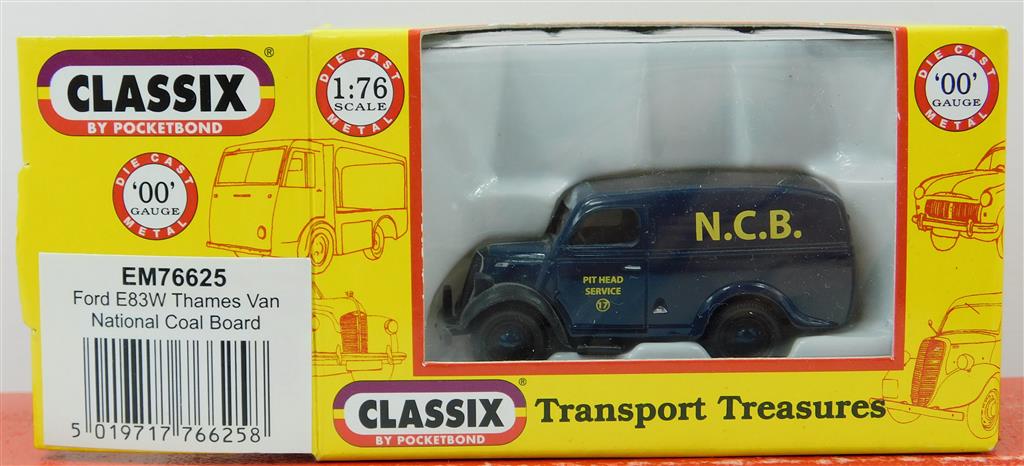 CLASSIX
®
BY POCKETBOND
DIE CAST
'00'
GAUGE
METAL
EM76625
Ford E83W Thames Van
National Coal Board
5 019717 766258
DIE CAST
1:76
SCALE
METAL
DIE CAST
'00'
GAUGE
METAL
N.C.B.
PIT HEAD
SERVICE
17
CLASSIX
®
BY POCKETBOND
Transport Treasures